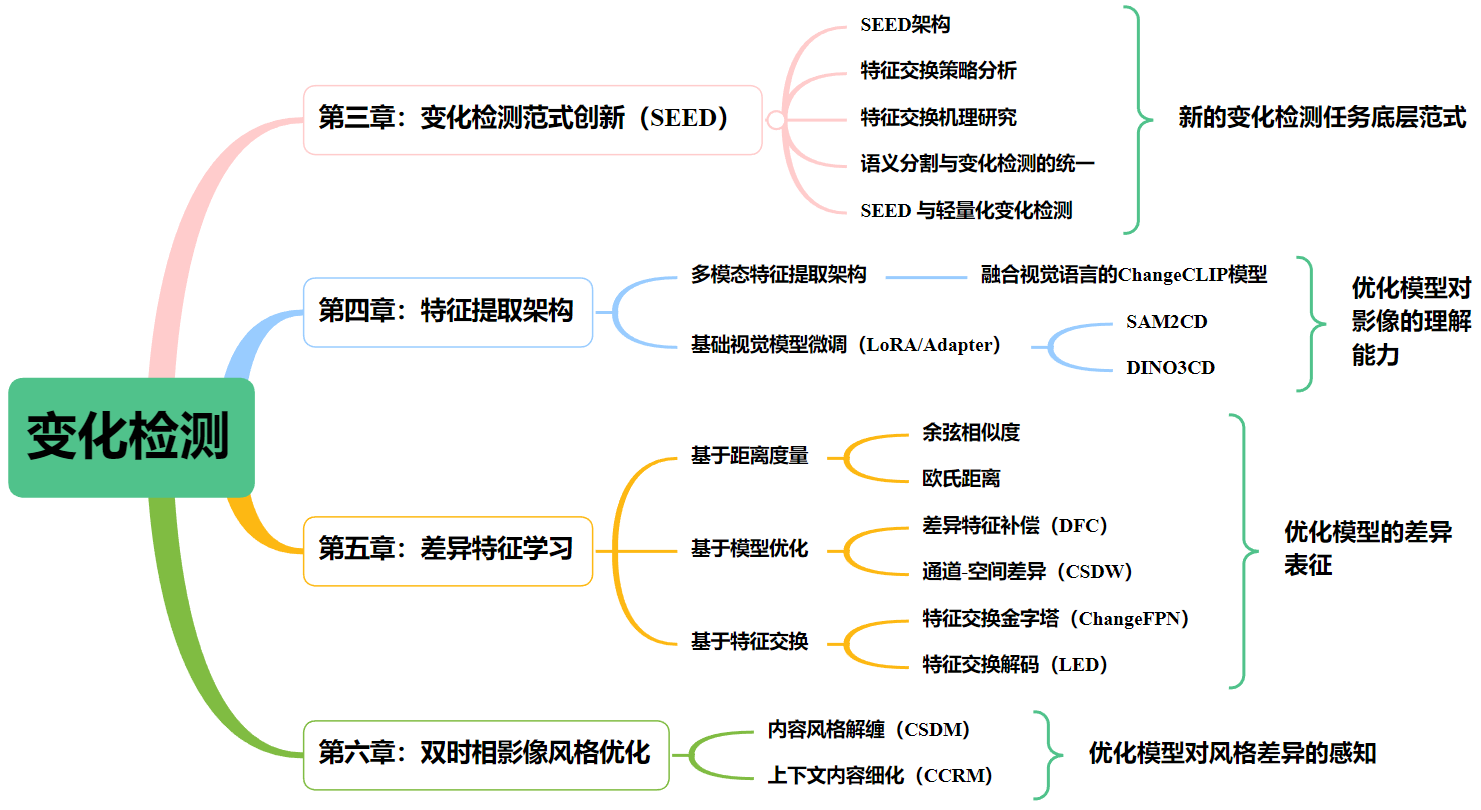 变化检测
第三章：变化检测范式创新（SEED）
SEED架构
特征交换策略分析
特征交换机理研究
语义分割与变化检测的统一
SEED 与轻量化变化检测
新的变化检测任务底层范式
第四章：特征提取架构
多模态特征提取架构
融合视觉语言的ChangeCLIP模型
基础视觉模型微调（LoRA/Adapter）
SAM2CD
DINO3CD
优化模型对
影像的理解
能力
第五章：差异特征学习
基于距离度量
余弦相似度
欧氏距离
基于模型优化
差异特征补偿（DFC）
通道-空间差异（CSDW）
基于特征交换
特征交换金字塔（ChangeFPN）
特征交换解码（LED）
优化模型的差异
表征
第六章：双时相影像风格优化
内容风格解缠（CSDM）
上下文内容细化（CCRM）
优化模型对风格差异的感知